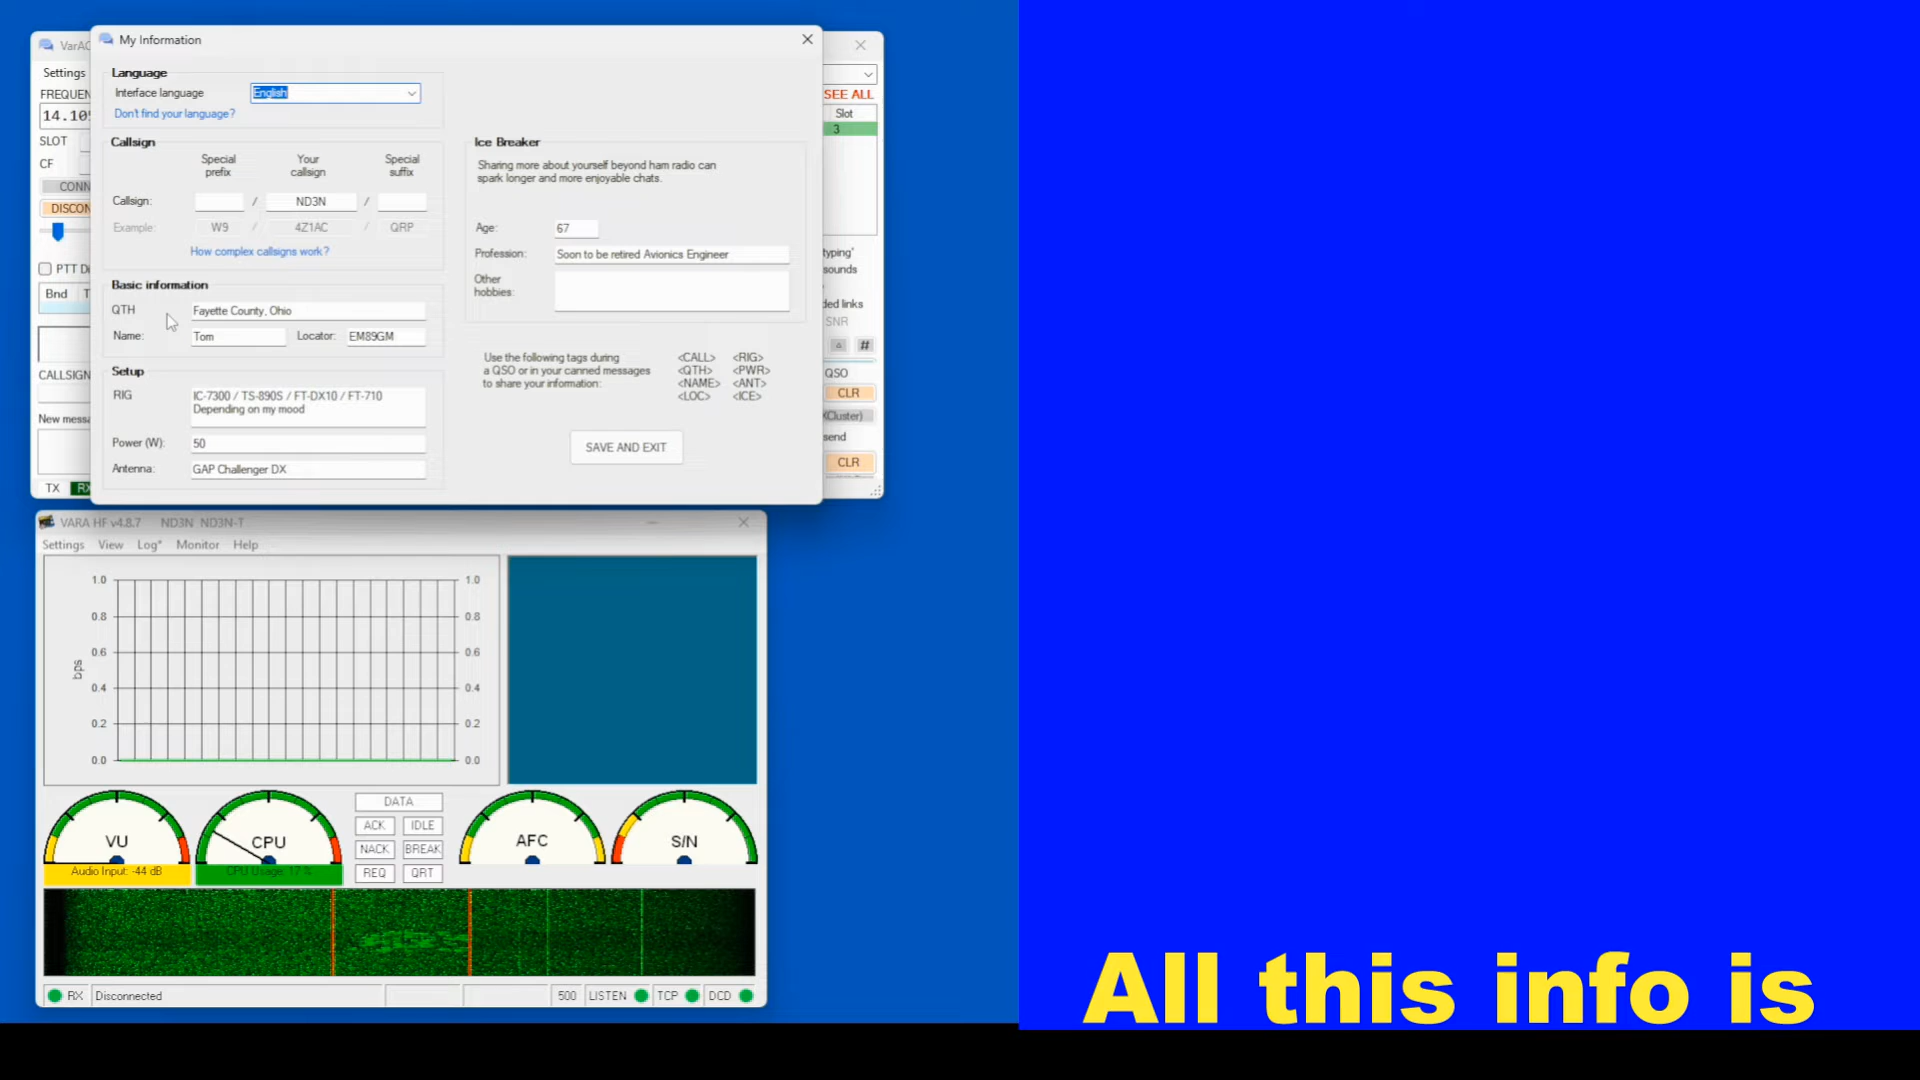 My Information
VarAC
Settings
FREQUEN
14.105
SLOT
CF
CONN
DISCON
PTT Di
Bnd T
CALLSIGN
New messa
TX RX
Language
Interface language English
Don't find your language?
Callsign
Special prefix
Your callsign
Special suffix
Callsign: / ND3N /
Example: W9 / 4Z1AC / QRP
How complex callsigns work?
Basic information
QTH Fayette County, Ohio
Name: Tom Locator: EM89GM
Setup
RIG IC-7300 / TS-890S / FT-DX10 / FT-710
Depending on my mood
Power (W): 50
Antenna: GAP Challenger DX
Ice Breaker
Sharing more about yourself beyond ham radio can
spark longer and more enjoyable chats.
Age: 67
Profession: Soon to be retired Avionics Engineer
Other
hobbies:
Use the following tags during
a QSO or in your canned messages
to share your information:
<CALL> <RIG>
<QTH> <PWR>
<NAME> <ANT>
<LOC> <ICE>
SAVE AND EXIT
SEE ALL
Slot
3
typing'
sounds
ded links
SNR
#
QSO
CLR
XCluster)
send
CLR
VARA HF v4.8.7 ND3N ND3N-T
Settings View Log* Monitor Help
1.0 1.0
0.8 0.8
0.6 0.6
bps
0.4 0.4
0.2 0.2
0.0 0.0
VU
Audio Input: -44 dB
CPU
CPU Usage: 17 %
DATA
ACK IDLE
NACK BREAK
REQ QRT
AFC
S/N
RX Disconnected 500 LISTEN TCP DCD
All this info is